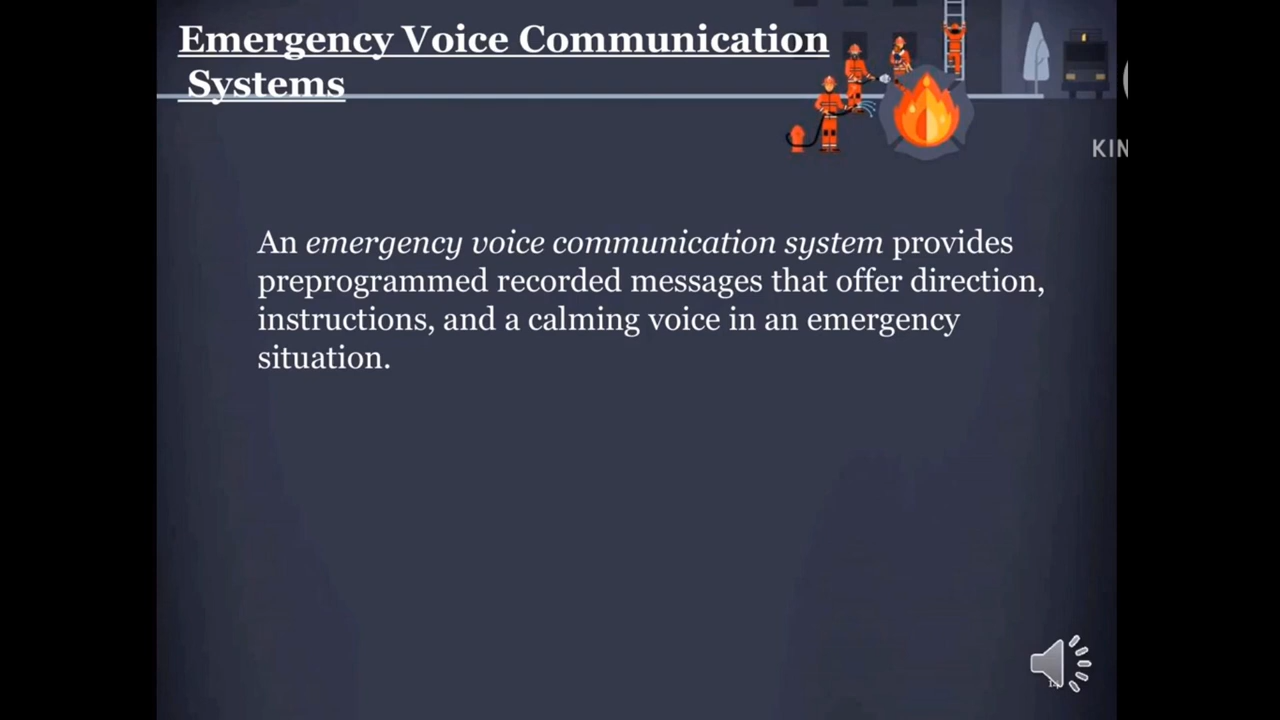 Emergency Voice Communication
Systems
KIN
An emergency voice communication system provides
preprogrammed recorded messages that offer direction,
instructions, and a calming voice in an emergency
situation.